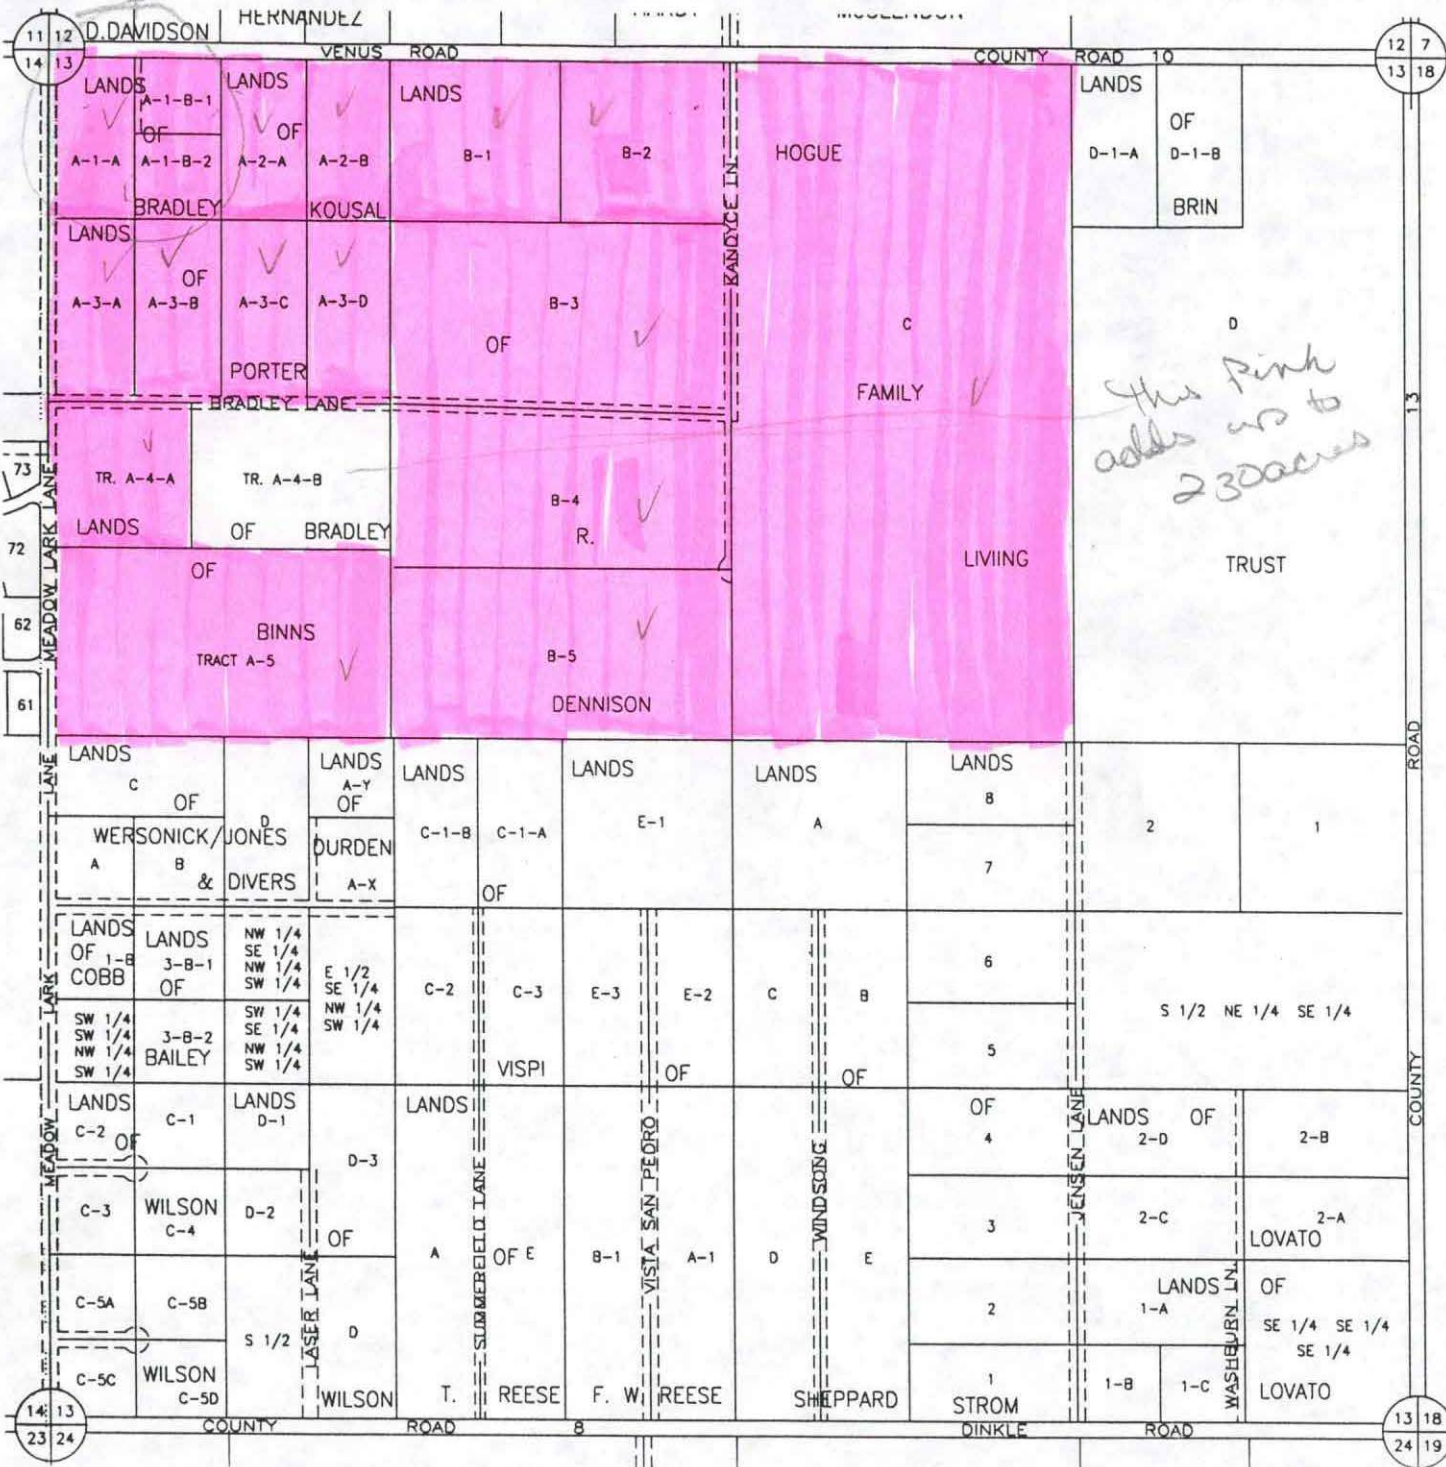 11 12
14 13
D.DAVIDSON
HERNANDEZ
12 7
13 18
VENUS ROAD
COUNTY ROAD 10
LANDS
A-1-B-1
LANDS
LANDS
LANDS
OF
OF
OF
A-1-A
A-1-B-2
A-2-A
A-2-B
B-1
B-2
HOGUE
D-1-A
D-1-B
BRADLEY
KOUSAL
BRIN
KANDYCE LN
LANDS
OF
A-3-A
A-3-B
A-3-C
A-3-D
B-3
C
D
OF
PORTER
FAMILY
this Pink
adds up to
230 acres
BRADLEY LANE
13
73
TR. A-4-A
TR. A-4-B
B-4
LANDS
OF
BRADLEY
R.
72
OF
LIVIING
TRUST
MEADOW LARK LANE
62
BINNS
TRACT A-5
B-5
61
DENNISON
ROAD
LANDS
LANDS
LANDS
LANDS
LANDS
LANDS
C
A-Y
8
OF
OF
D
C-1-B
C-1-A
E-1
A
2
1
WERSONICK/JONES
DURDEN
A
B
7
& DIVERS
A-X
OF
LANE
LANDS
OF 1-B
COBB
LANDS
3-B-1
OF
NW 1/4
SE 1/4
NW 1/4
SW 1/4
E 1/2
SE 1/4
NW 1/4
SW 1/4
C-2
C-3
E-3
E-2
C
B
6
S 1/2 NE 1/4 SE 1/4
LARK
SW 1/4
SW 1/4
NW 1/4
SW 1/4
3-B-2
BAILEY
SW 1/4
SE 1/4
NW 1/4
SW 1/4
VISPI
OF
OF
5
COUNTY
LANDS
C-2 OF
C-1
LANDS
D-1
LANDS
OF
4
LANDS OF
2-D
2-B
D-3
MEADOW
C-3
WILSON
C-4
D-2
OF
A
OF E
B-1
A-1
D
E
3
2-C
2-A
LOVATO
SUMMERFIELD LANE
VISTA SAN PEDRO
WINDSONG
JENSEN LANE
C-5A
C-5B
LASER LANE
D
2
LANDS
1-A
OF
S 1/2
SE 1/4 SE 1/4
SE 1/4
WASHBURN LN.
C-5C
WILSON
C-5D
WILSON
T. REESE
F. W. REESE
SHEPPARD
1
STROM
1-B
1-C
LOVATO
14 13
23 24
COUNTY ROAD 8
DINKLE ROAD
13 18
24 19